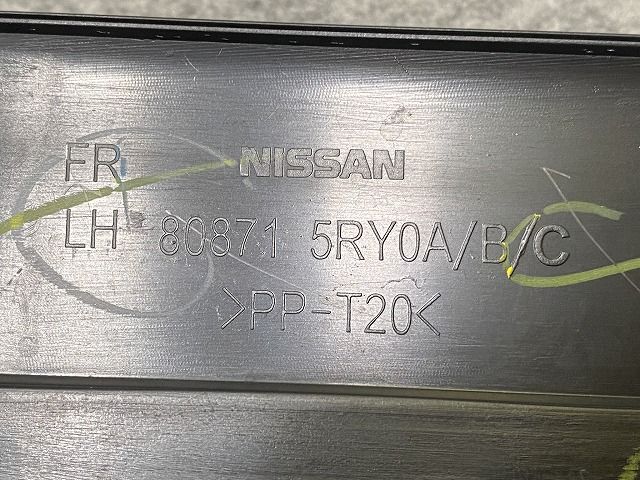 FR NISSAN
LH 80871 5RY0A/B/C
>PP-T20<